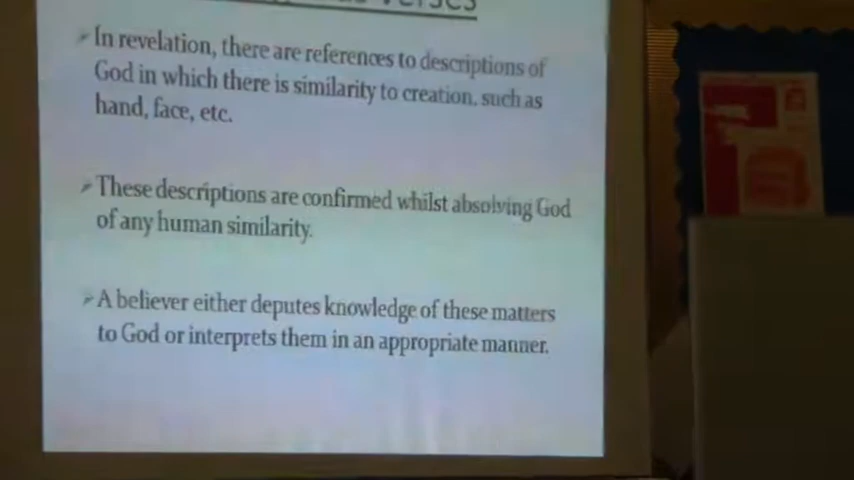 In revelation, there are references to descriptions of
God in which there is similarity to creation, such as
hand, face, etc.
These descriptions are confirmed whilst absolving God
of any human similarity.
A believer either deputes knowledge of these matters
to God or interprets them in an appropriate manner.